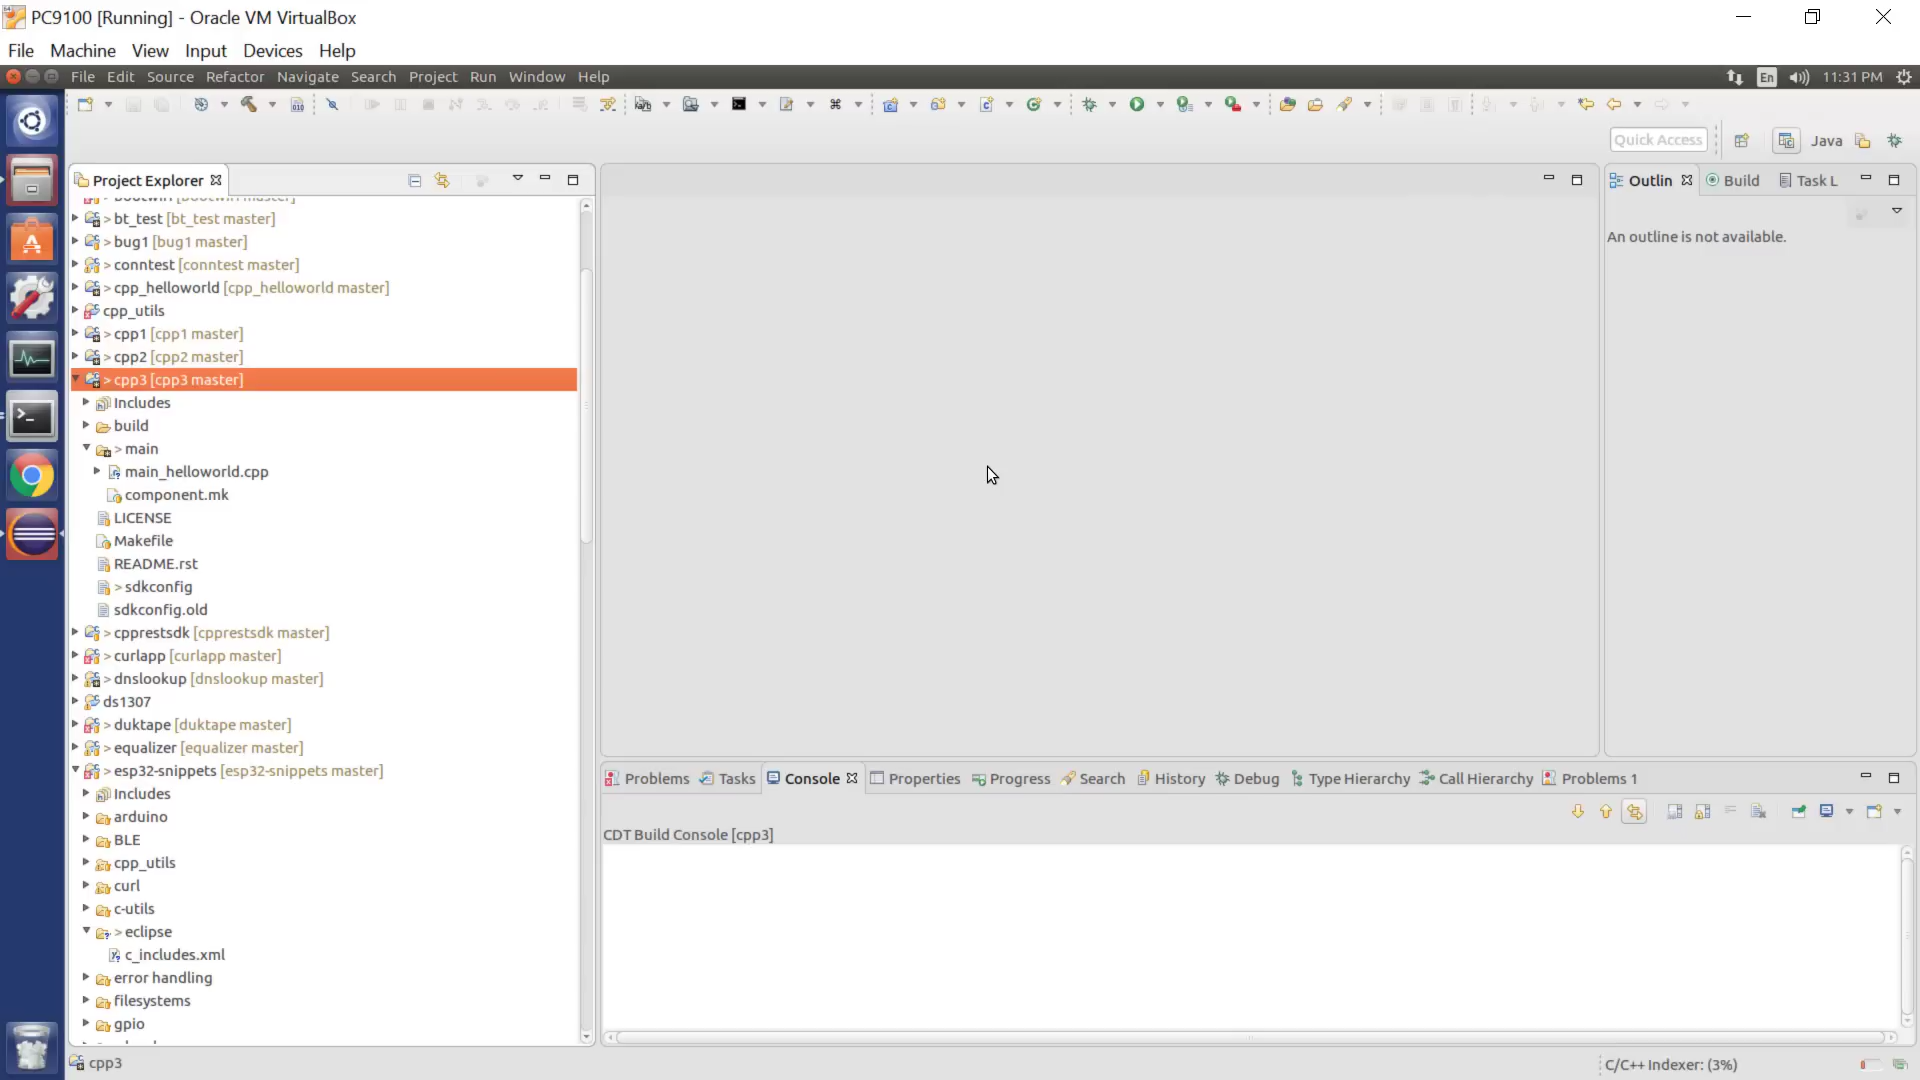 PC9100 [Running] - Oracle VM VirtualBox
File Machine View Input Devices Help
File Edit Source Refactor Navigate Search Project Run Window Help
En 11:31 PM
Quick Access
Java
Project Explorer
> bt_test [bt_test master]
> bug1 [bug1 master]
> conntest [conntest master]
> cpp_helloworld [cpp_helloworld master]
cpp_utils
> cpp1 [cpp1 master]
> cpp2 [cpp2 master]
> cpp3 [cpp3 master]
Includes
build
> main
main_helloworld.cpp
component.mk
LICENSE
Makefile
README.rst
> sdkconfig
sdkconfig.old
> cpprestsdk [cpprestsdk master]
> curlapp [curlapp master]
> dnslookup [dnslookup master]
ds1307
> duktape [duktape master]
> equalizer [equalizer master]
> esp32-snippets [esp32-snippets master]
Includes
arduino
BLE
cpp_utils
curl
c-utils
> eclipse
c_includes.xml
error handling
filesystems
gpio
Outlin Build Task L
An outline is not available.
Problems Tasks Console Properties Progress Search History Debug Type Hierarchy Call Hierarchy Problems 1
CDT Build Console [cpp3]
cpp3
C/C++ Indexer: (3%)